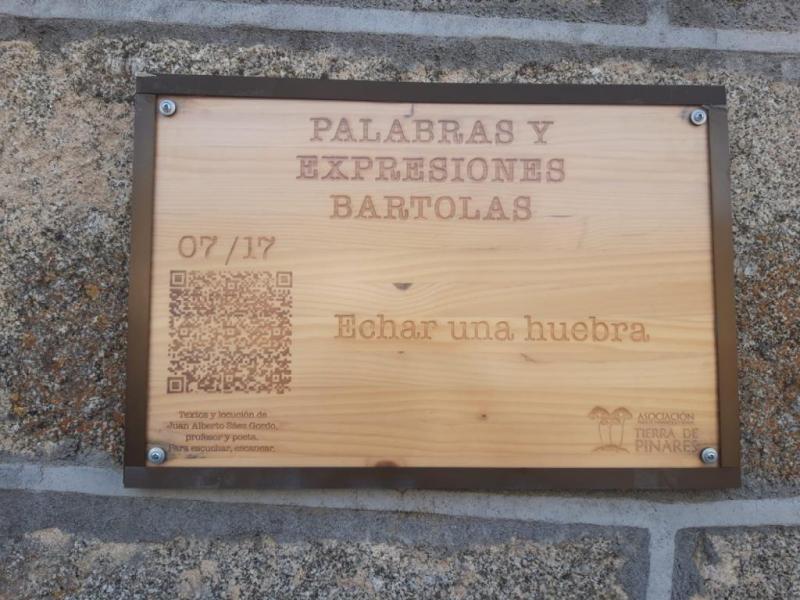 PALABRAS Y
EXPRESIONES
BARTOLAS
07/17
Echar una huebra
Textos y locución de
Juan Alberto Sáez Gordo,
profesor y poeta.
Para escuchar, escanear.
ASOCIACIÓN
TIERRA DE
PINARES